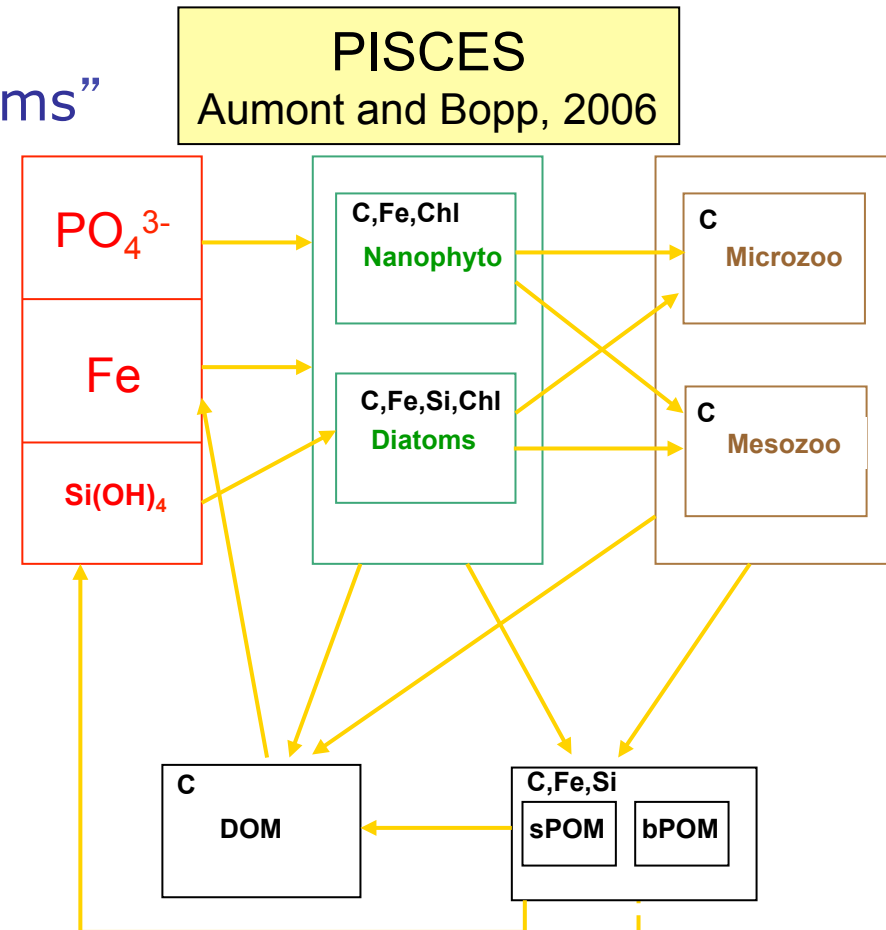 ms”
PISCES
Aumont and Bopp, 2006
PO₄³⁻
Fe
Si(OH)₄
C,Fe,Chl
Nanophyto
C,Fe,Si,Chl
Diatoms
C
Microzoo
C
Mesozoo
C
DOM
C,Fe,Si
sPOM
bPOM